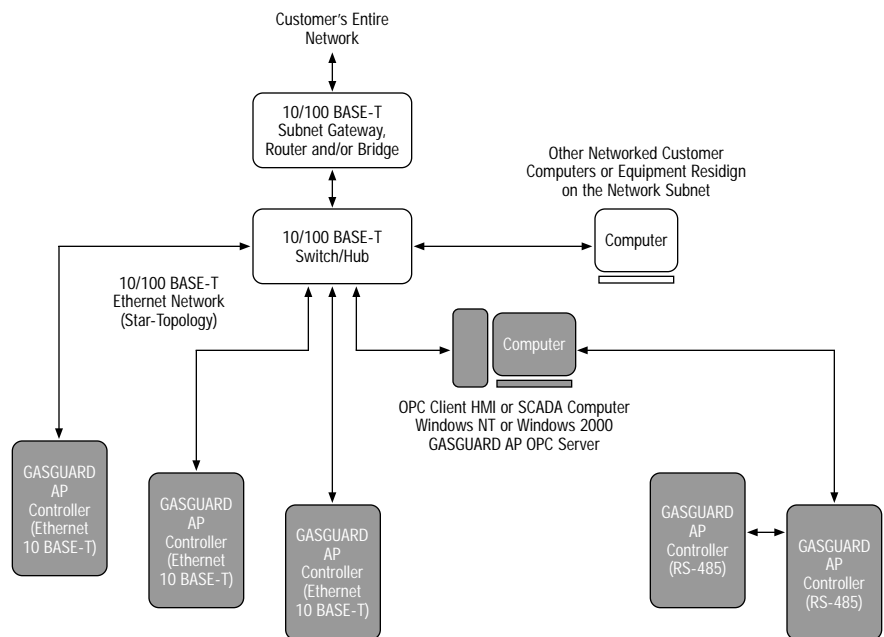 Customer's Entire
Network
10/100 BASE-T
Subnet Gateway,
Router and/or Bridge
Other Networked Customer
Computers or Equipment Residign
on the Network Subnet
10/100 BASE-T
Switch/Hub
Computer
10/100 BASE-T
Ethernet Network
(Star-Topology)
Computer
OPC Client HMI or SCADA Computer
Windows NT or Windows 2000
GASGUARD AP OPC Server
GASGUARD
AP
Controller
(Ethernet
10 BASE-T)
GASGUARD
AP
Controller
(Ethernet
10 BASE-T)
GASGUARD
AP
Controller
(Ethernet
10 BASE-T)
GASGUARD
AP
Controller
(RS-485)
GASGUARD
AP
Controller
(RS-485)